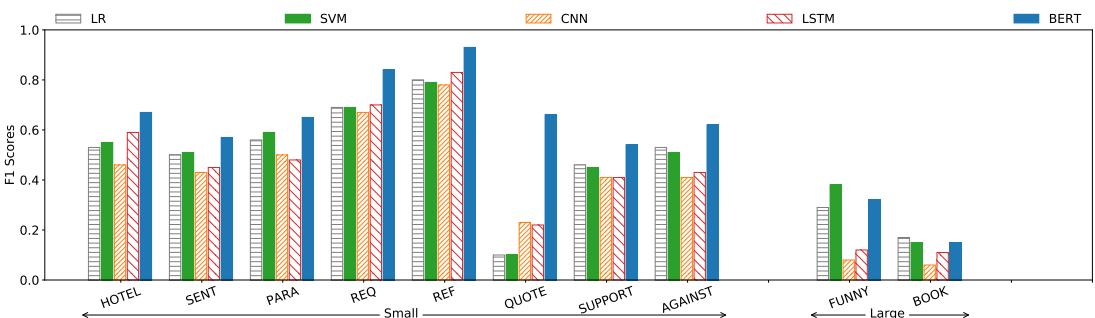 LR SVM CNN LSTM BERT
1.0
0.8
0.6
0.4
0.2
0.0
F1 Scores
HOTEL SENT PARA REQ REF QUOTE SUPPORT AGAINST FUNNY BOOK
Small Large